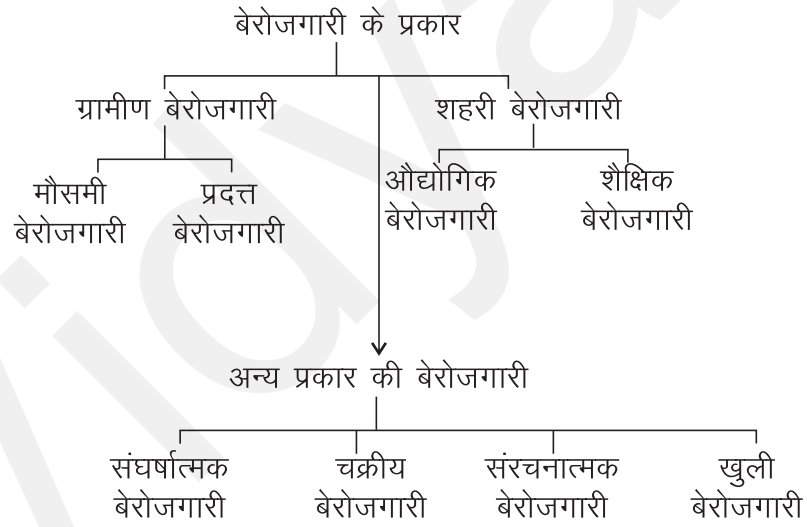 बेरोजगारी के प्रकार
ग्रामीण बेरोजगारी
शहरी बेरोजगारी
मौसमी
बेरोजगारी
प्रदत्त
बेरोजगारी
औद्योगिक
बेरोजगारी
शैक्षिक
बेरोजगारी
अन्य प्रकार की बेरोजगारी
संघर्षात्मक
बेरोजगारी
चक्रीय
बेरोजगारी
संरचनात्मक
बेरोजगारी
खुली
बेरोजगारी